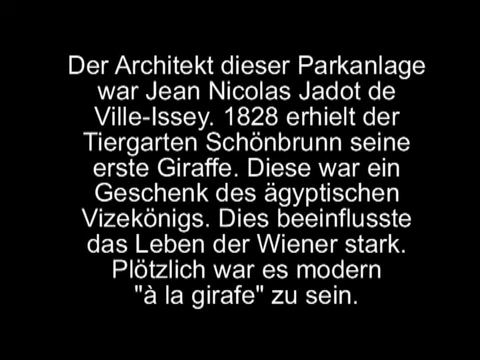 Der Architekt dieser Parkanlage
war Jean Nicolas Jadot de
Ville-Issey. 1828 erhielt der
Tiergarten Schönbrunn seine
erste Giraffe. Diese war ein
Geschenk des ägyptischen
Vizekönigs. Dies beeinflusste
das Leben der Wiener stark.
Plötzlich war es modern
"à la girafe" zu sein.